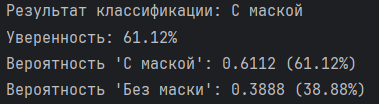 Результат классификации: С маской
Уверенность: 61.12%
Вероятность 'С маской': 0.6112 (61.12%)
Вероятность 'Без маски': 0.3888 (38.88%)